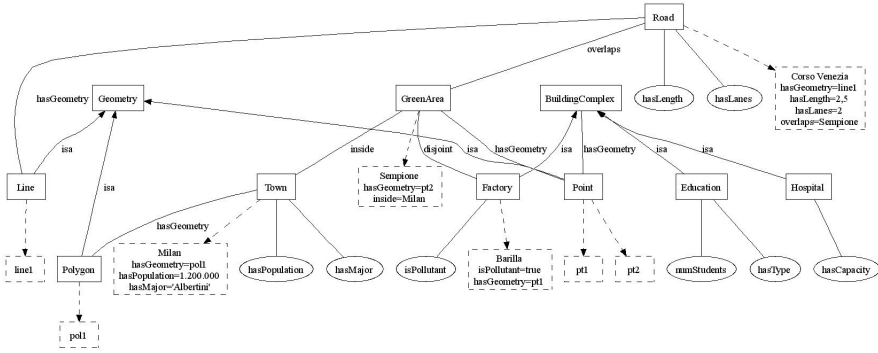 Road
overlaps
Corso Venezia
hasGeometry=line1
hasLength=2,5
hasLanes=2
overlaps=Sempione
hasGeometry
Geometry
GreenArea
BuildingComplex
hasLength
hasLanes
isa
isa
inside
disjoint
isa
isa
hasGeometry
hasGeometry
isa
isa
Line
Town
Sempione
hasGeometry=pt2
inside=Milan
Factory
Point
Education
Hospital
hasGeometry
line1
Polygon
Milan
hasGeometry=pol1
hasPopulation=1.200.000
hasMajor='Albertini'
hasPopulation
hasMajor
isPollutant
Barilla
isPollutant=true
hasGeometry=pt1
pt1
pt2
numStudents
hasType
hasCapacity
pol1